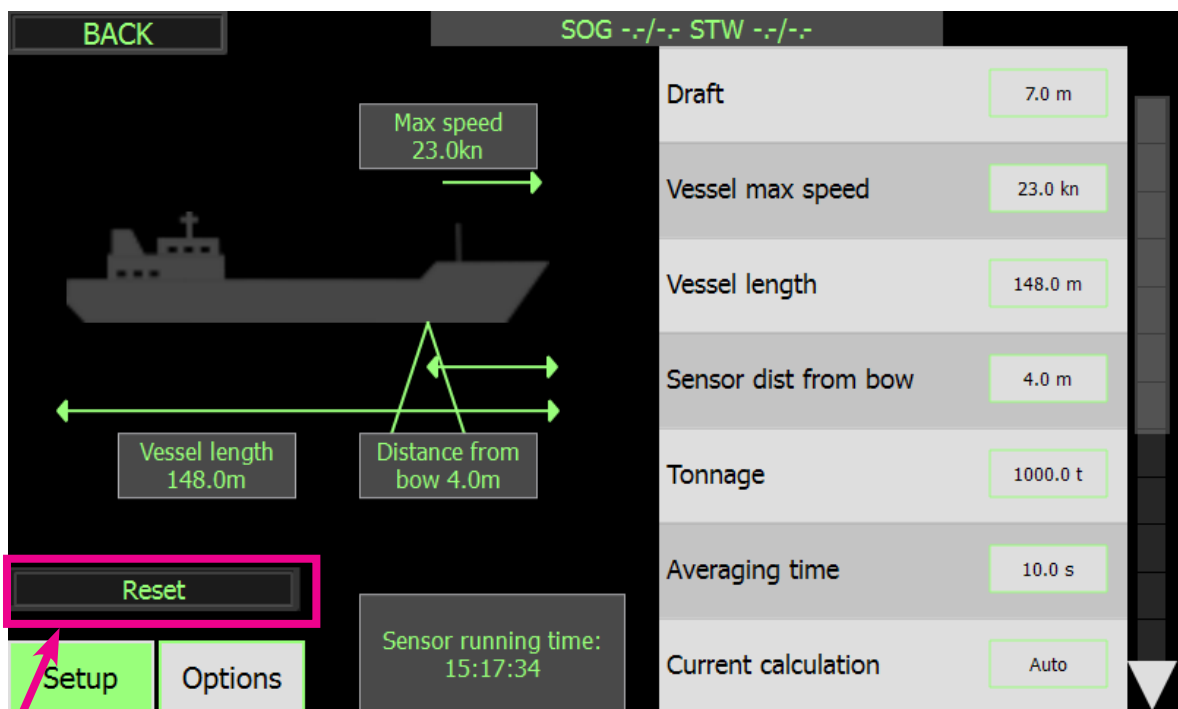 BACK
SOG -.-/-.- STW -.-/-.-
Max speed
23.0kn
Vessel length
148.0m
Distance from
bow 4.0m
Reset
Setup
Options
Sensor running time:
15:17:34
Draft
7.0 m
Vessel max speed
23.0 kn
Vessel length
148.0 m
Sensor dist from bow
4.0 m
Tonnage
1000.0 t
Averaging time
10.0 s
Current calculation
Auto